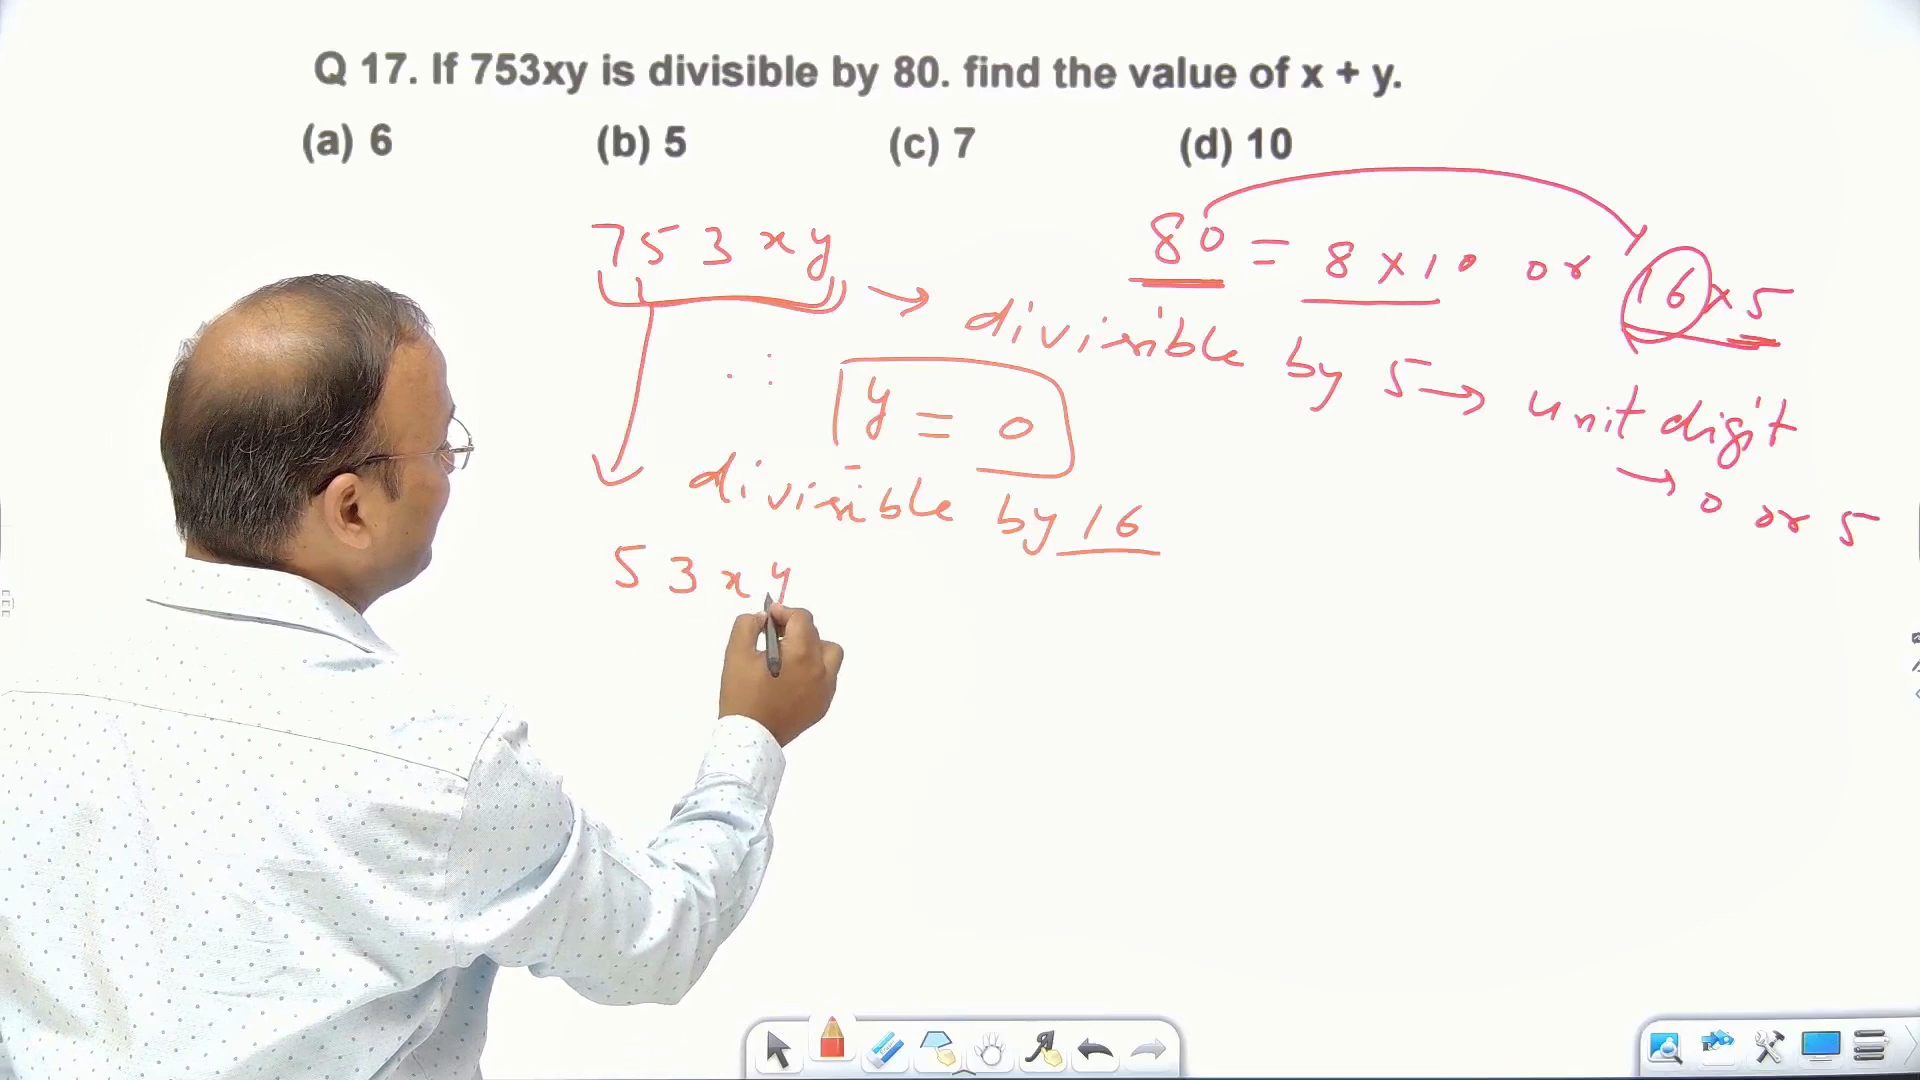 Q 17. If 753xy is divisible by 80. find the value of x + y.
(a) 6 (b) 5 (c) 7 (d) 10
753xy → divisible by 5 → unit digit → 0 or 5
80 = 8 × 10 or 16 × 5
∴ y = 0
divisible by 16
53xy